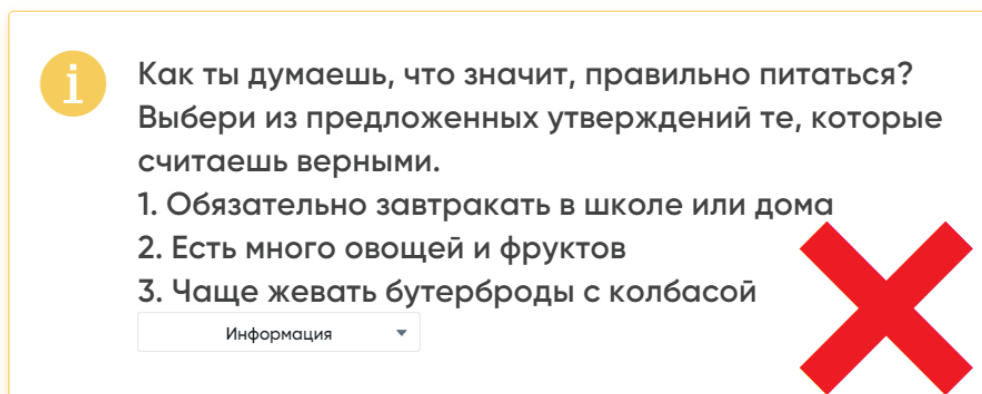 i
Как ты думаешь, что значит, правильно питаться?
Выбери из предложенных утверждений те, которые
считаешь верными.
1. Обязательно завтракать в школе или дома
2. Есть много овощей и фруктов
3. Чаще жевать бутерброды с колбасой
Информация